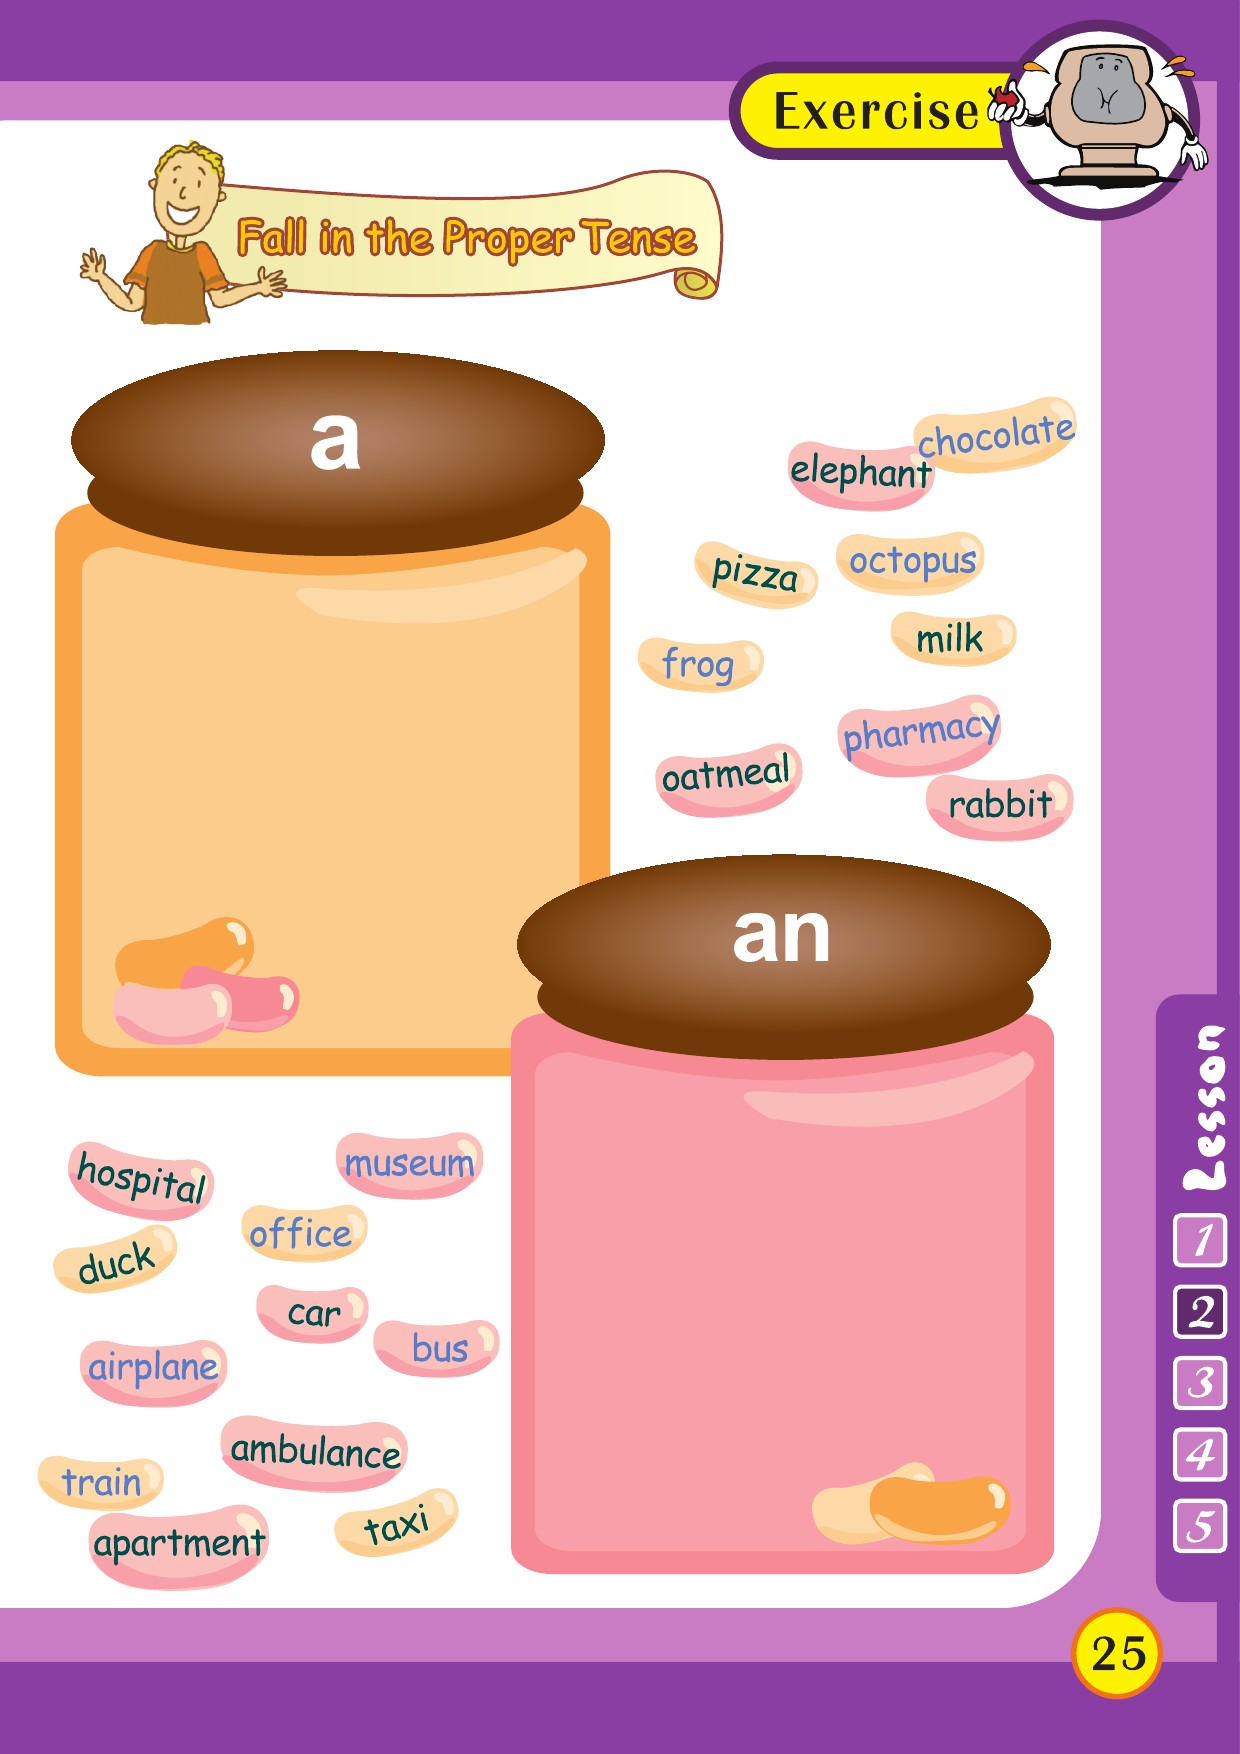 Exercise
Fall in the Proper Tense
a
chocolate
elephant
pizza
octopus
milk
frog
pharmacy
oatmeal
rabbit
an
hospital
museum
office
duck
car
bus
airplane
ambulance
train
taxi
apartment
Lesson
1
2
3
4
5
25